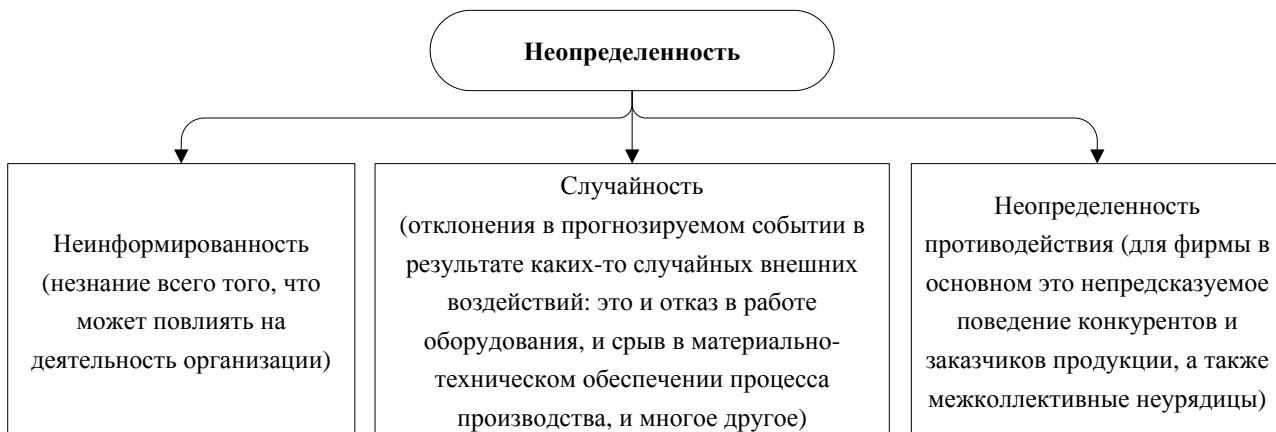 Неопределенность
Неинформированность
(незнание всего того, что
может повлиять на
деятельность организации)
Случайность
(отклонения в прогнозируемом событии в
результате каких-то случайных внешних
воздействий: это и отказ в работе
оборудования, и срыв в материально-
техническом обеспечении процесса
производства, и многое другое)
Неопределенность
противодействия (для фирмы в
основном это непредсказуемое
поведение конкурентов и
заказчиков продукции, а также
межколлективные неурядицы)